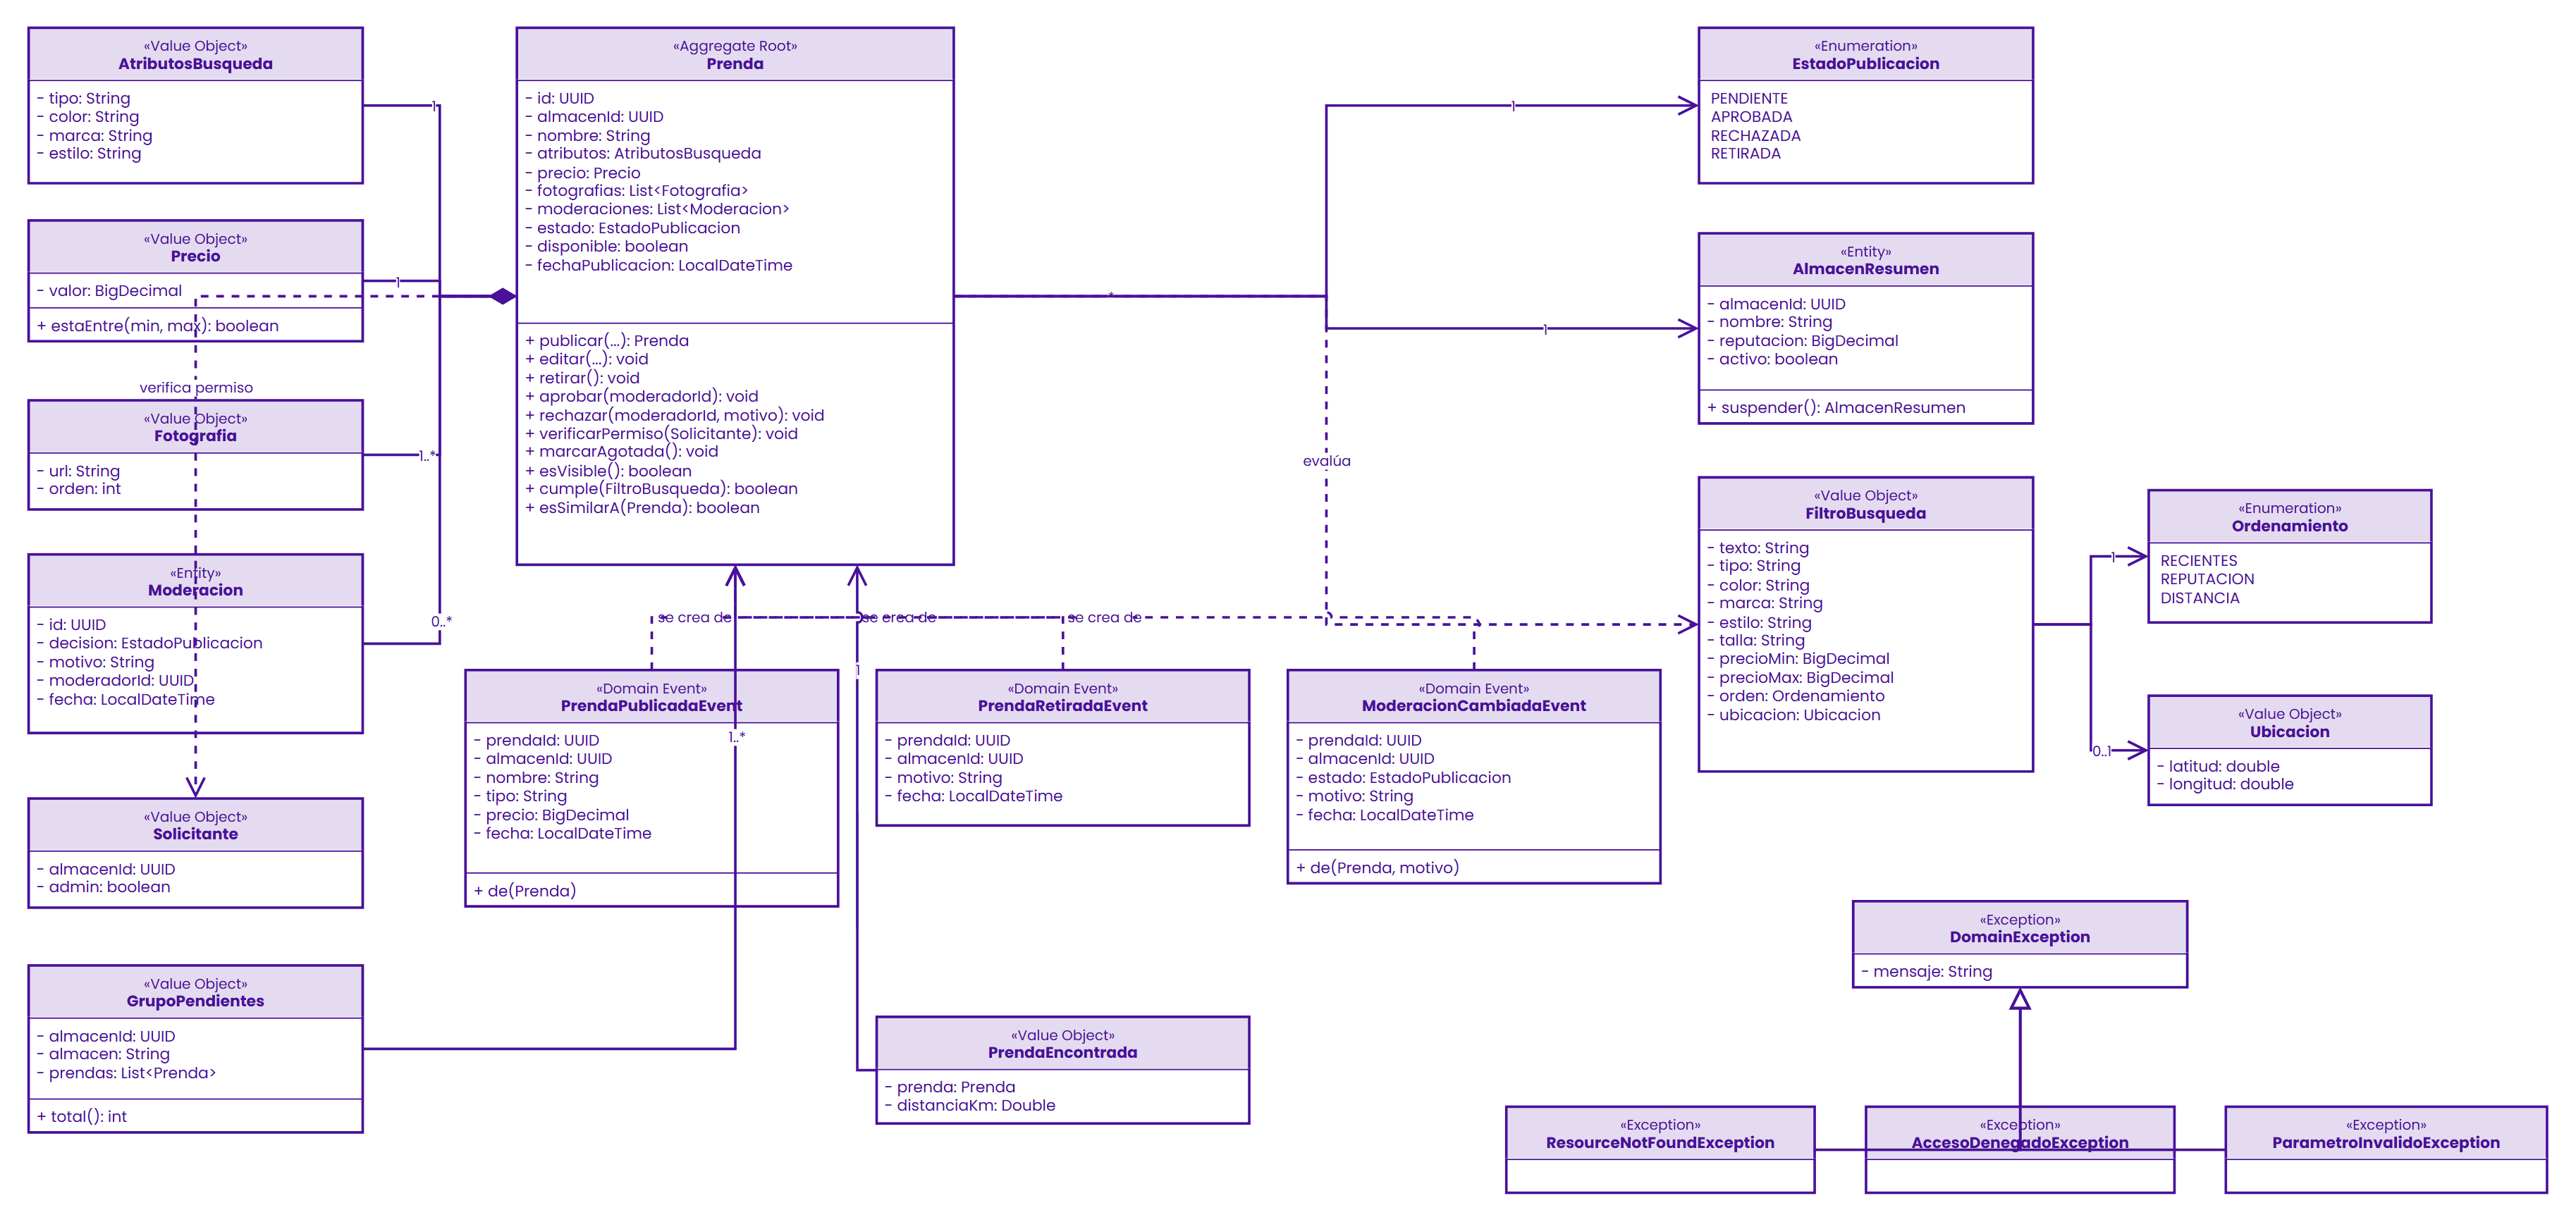 «Value Object»
AtributosBusqueda
- tipo: String
- color: String
- marca: String
- estilo: String
1
«Value Object»
Precio
- valor: BigDecimal
+ estaEntre(min, max): boolean
1
verifica permiso
«Value Object»
Fotografia
- url: String
- orden: int
1..*
«Entity»
Moderacion
- id: UUID
- decision: EstadoPublicacion
- motivo: String
- moderadorId: UUID
- fecha: LocalDateTime
0..*
«Value Object»
Solicitante
- almacenId: UUID
- admin: boolean
«Value Object»
GrupoPendientes
- almacenId: UUID
- almacen: String
- prendas: List<Prenda>
+ total(): int
«Aggregate Root»
Prenda
- id: UUID
- almacenId: UUID
- nombre: String
- atributos: AtributosBusqueda
- precio: Precio
- fotografias: List<Fotografia>
- moderaciones: List<Moderacion>
- estado: EstadoPublicacion
- disponible: boolean
- fechaPublicacion: LocalDateTime
+ publicar(...): Prenda
+ editar(...): void
+ retirar(): void
+ aprobar(moderadorId): void
+ rechazar(moderadorId, motivo): void
+ verificarPermiso(Solicitante): void
+ marcarAgotada(): void
+ esVisible(): boolean
+ cumple(FiltroBusqueda): boolean
+ esSimilarA(Prenda): boolean
*
1
1
evalúa
se crea de
se crea de
se crea de
1
«Domain Event»
PrendaPublicadaEvent
- prendaId: UUID
- almacenId: UUID
- nombre: String
- tipo: String
- precio: BigDecimal
- fecha: LocalDateTime
+ de(Prenda)
1..*
«Domain Event»
PrendaRetiradaEvent
- prendaId: UUID
- almacenId: UUID
- motivo: String
- fecha: LocalDateTime
«Domain Event»
ModeracionCambiadaEvent
- prendaId: UUID
- almacenId: UUID
- estado: EstadoPublicacion
- motivo: String
- fecha: LocalDateTime
+ de(Prenda, motivo)
«Value Object»
PrendaEncontrada
- prenda: Prenda
- distanciaKm: Double
«Enumeration»
EstadoPublicacion
PENDIENTE
APROBADA
RECHAZADA
RETIRADA
«Entity»
AlmacenResumen
- almacenId: UUID
- nombre: String
- reputacion: BigDecimal
- activo: boolean
+ suspender(): AlmacenResumen
«Value Object»
FiltroBusqueda
- texto: String
- tipo: String
- color: String
- marca: String
- estilo: String
- talla: String
- precioMin: BigDecimal
- precioMax: BigDecimal
- orden: Ordenamiento
- ubicacion: Ubicacion
1
0..1
«Enumeration»
Ordenamiento
RECIENTES
REPUTACION
DISTANCIA
«Value Object»
Ubicacion
- latitud: double
- longitud: double
«Exception»
DomainException
- mensaje: String
«Exception»
ResourceNotFoundException
«Exception»
AccesoDenegadoException
«Exception»
ParametroInvalidoException